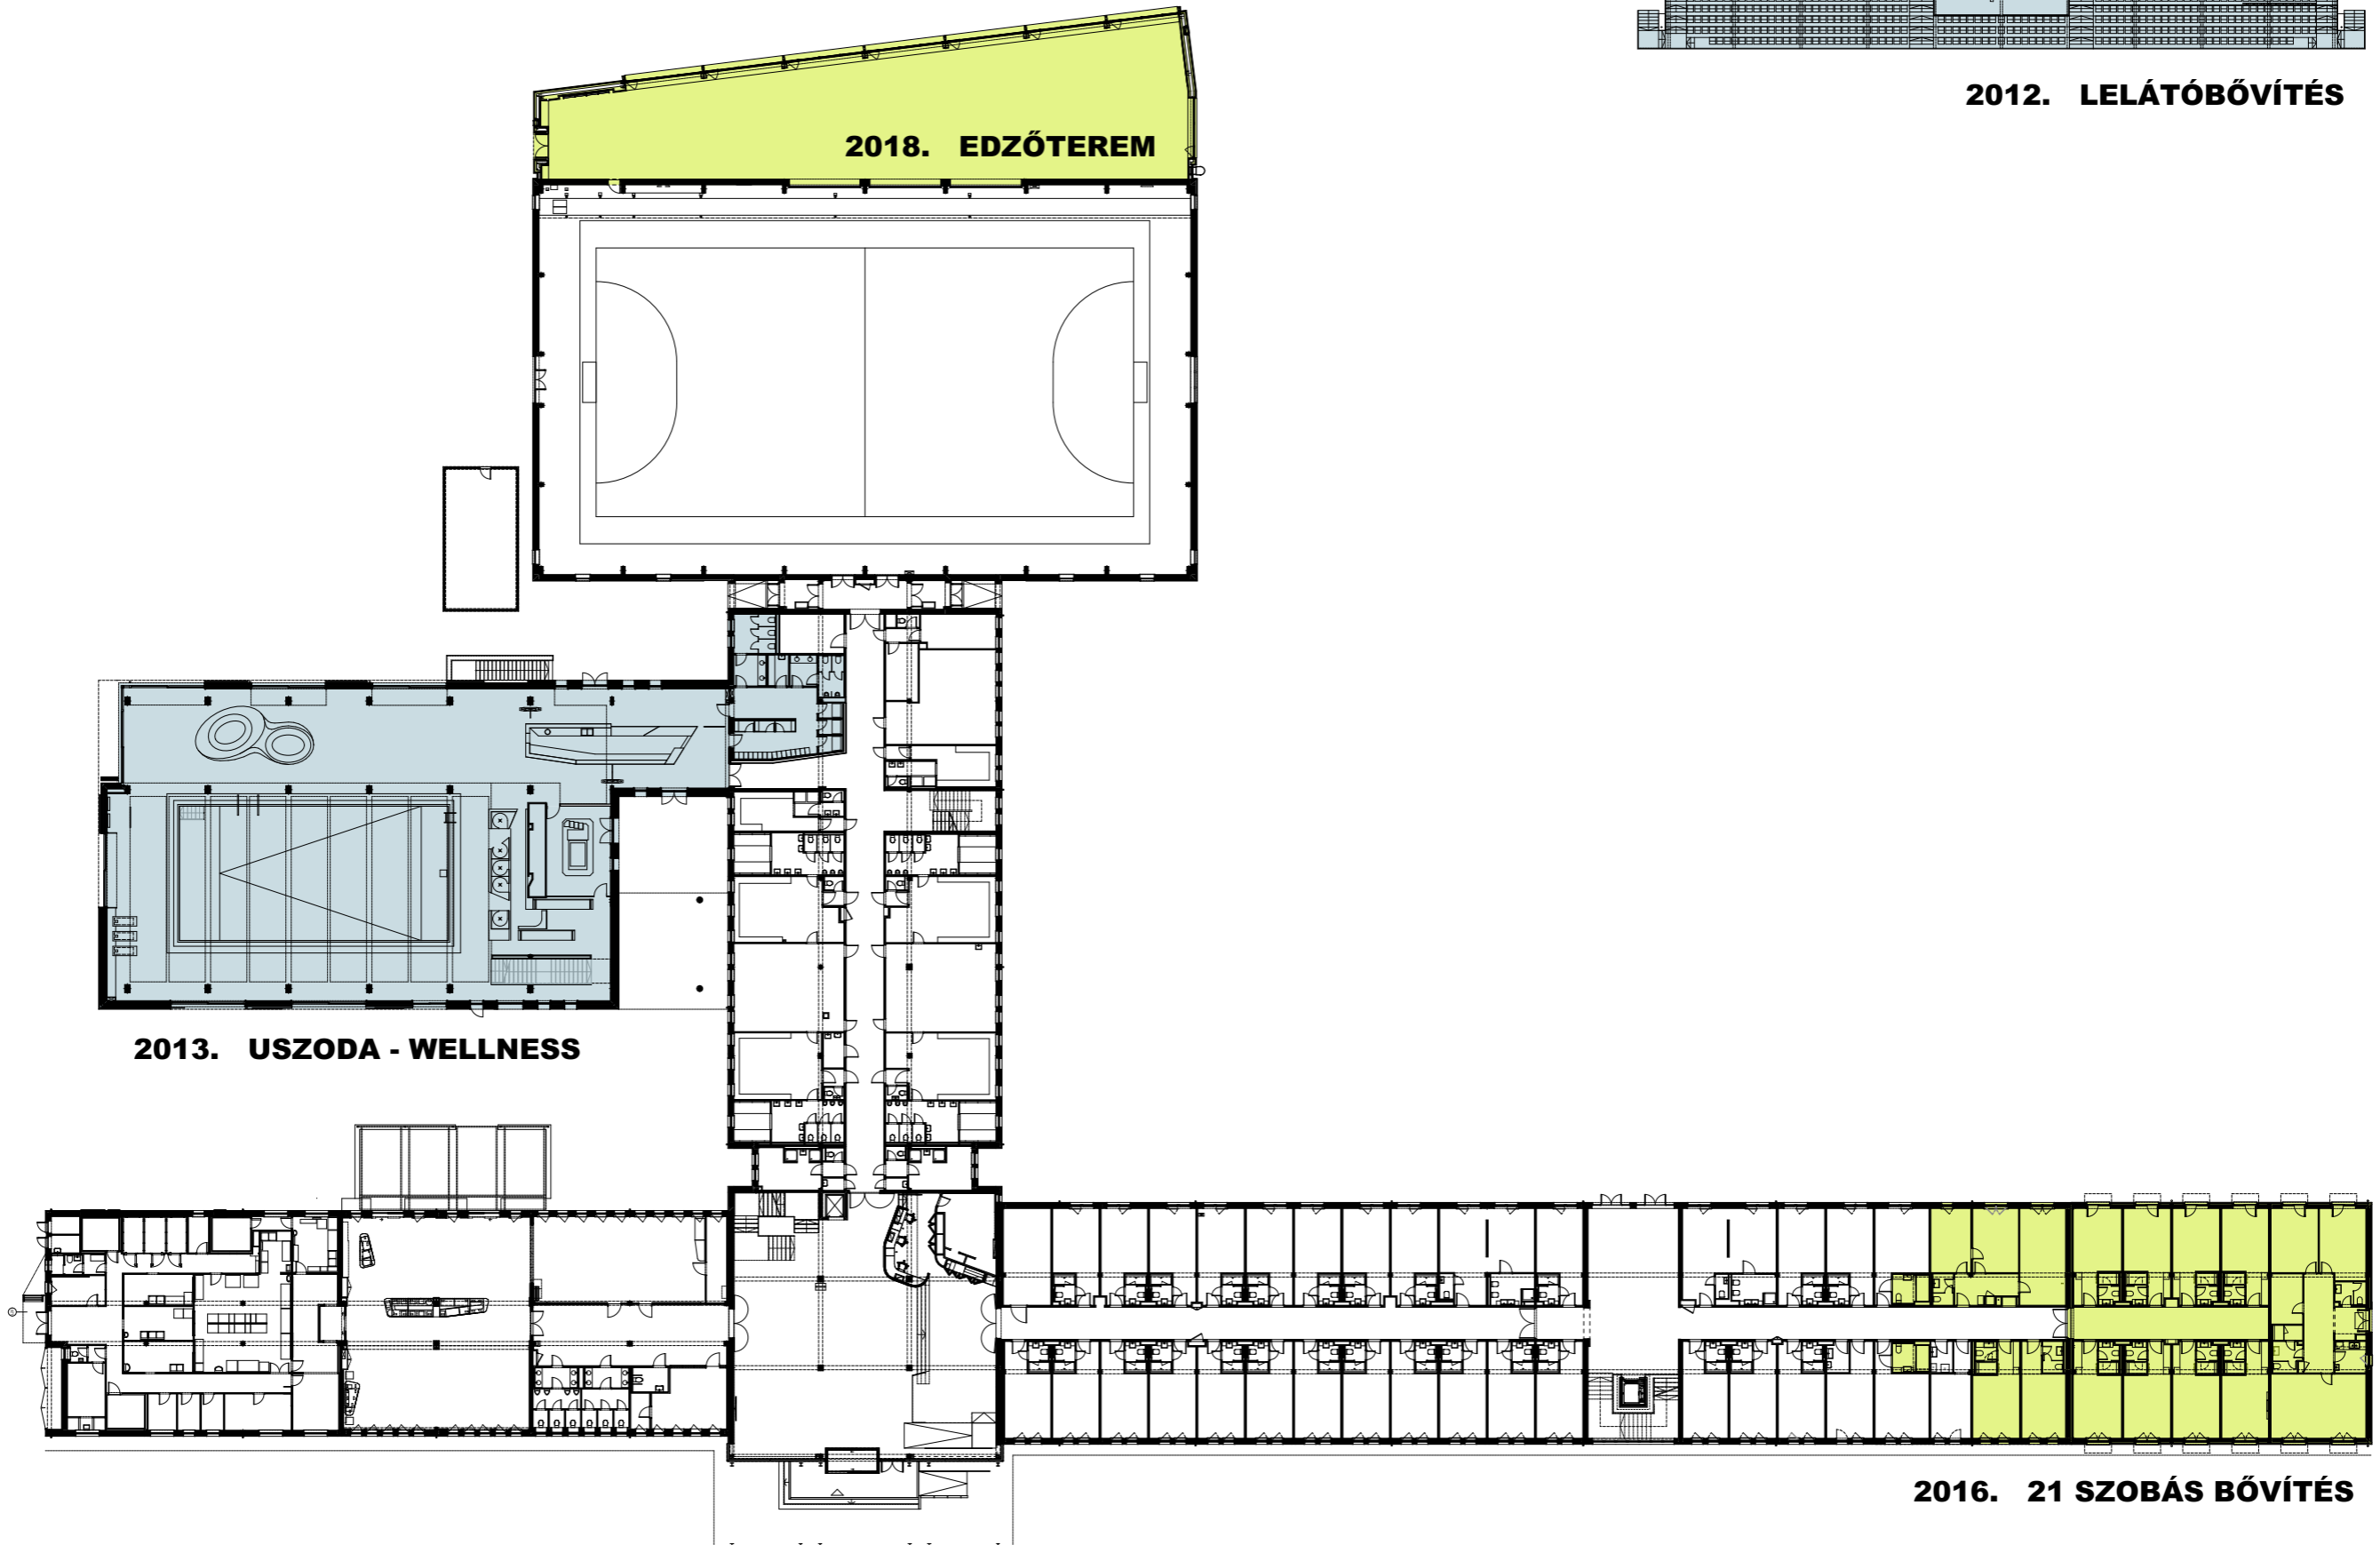 2012. LELÁTÓBŐVÍTÉS
2018. EDZŐTEREM
2013. USZODA - WELLNESS
2016. 21 SZOBÁS BŐVÍTÉS